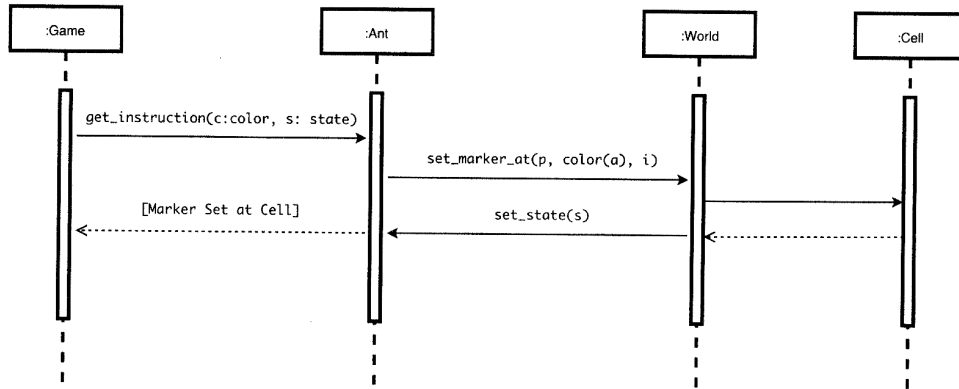 :Game
:Ant
:World
:Cell
get_instruction(c:color, s: state)
set_marker_at(p, color(a), i)
[Marker Set at Cell]
set_state(s)